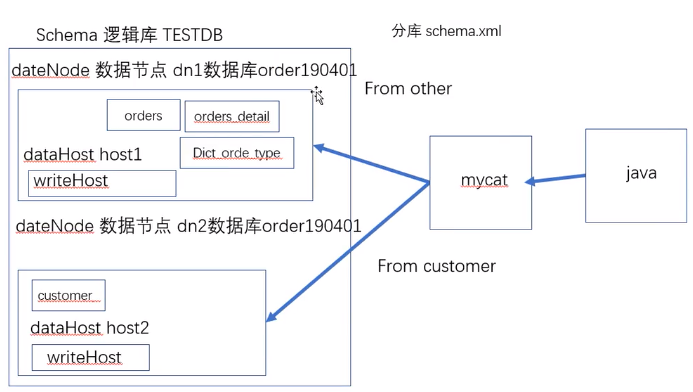 Schema 逻辑库 TESTDB
分库 schema.xml
dateNode 数据节点 dn1数据库order190401
From other
orders
orders_detail
dataHost host1
Dict_orde_type
writeHost
mycat
java
dateNode 数据节点 dn2数据库order190401
From customer
customer
dataHost host2
writeHost